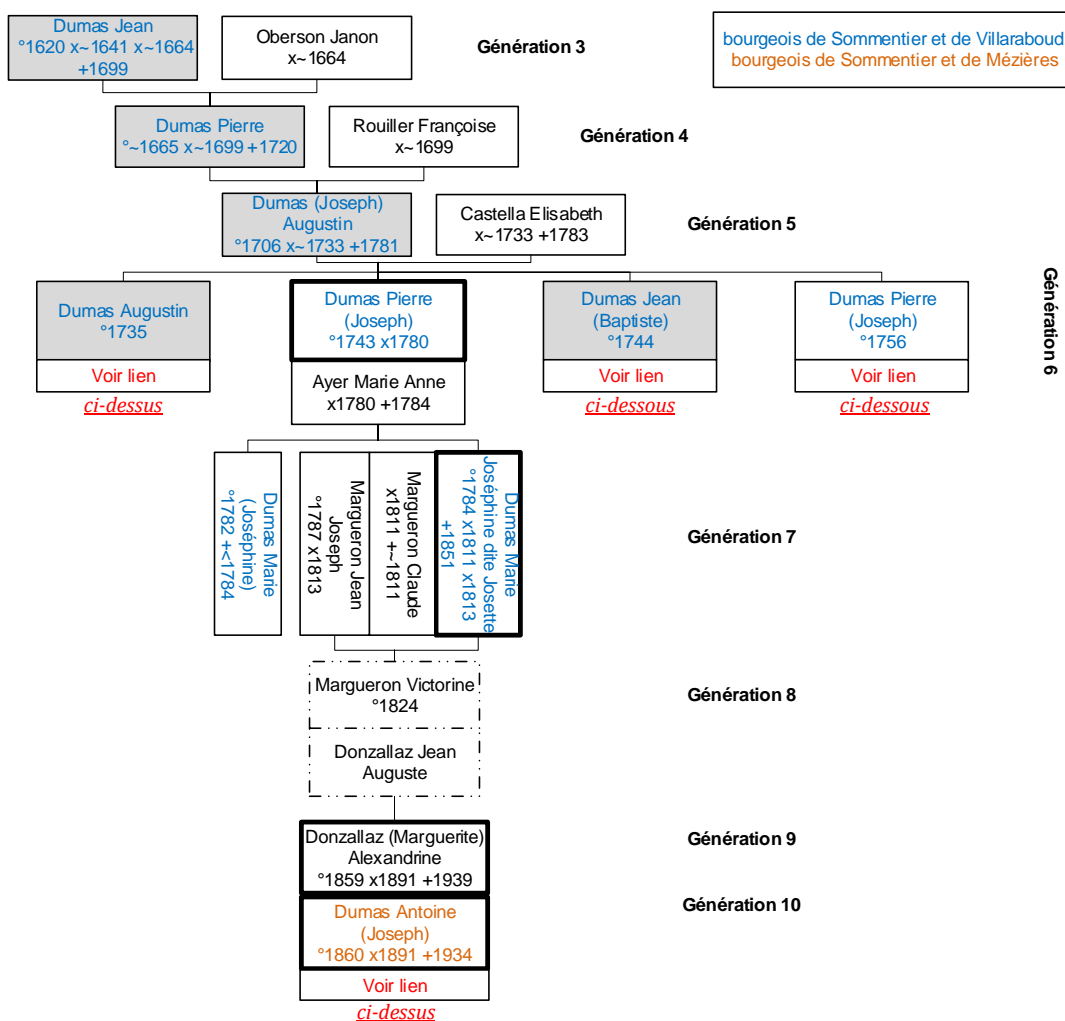 Dumas Jean
°1620 x~1641 x~1664
+1699
Oberson Janon
x~1664
Génération 3
bourgeois de Sommentier et de Villaraboud
bourgeois de Sommentier et de Mézières
Dumas Pierre
°~1665 x~1699 +1720
Rouiller Françoise
x~1699
Génération 4
Dumas (Joseph)
Augustin
°1706 x~1733 +1781
Castella Elisabeth
x~1733 +1783
Génération 5
Dumas Augustin
°1735
Voir lien
ci-dessus
Dumas Pierre
(Joseph)
°1743 x1780
Ayer Marie Anne
x1780 +1784
Dumas Jean
(Baptiste)
°1744
Voir lien
ci-dessous
Dumas Pierre
(Joseph)
°1756
Voir lien
ci-dessous
Génération 6
Dumas Marie
(Joséphine)
°1782 +<1784
Margueron Jean
Joseph
°1787 x1813
Margueron Claude
x1811 +~1811
Dumas Marie
Joséphine dite Josette
°1784 x1811 x1813
+1851
Génération 7
Margueron Victorine
°1824
Donzallaz Jean
Auguste
Génération 8
Donzallaz (Marguerite)
Alexandrine
°1859 x1891 +1939
Génération 9
Dumas Antoine
(Joseph)
°1860 x1891 +1934
Voir lien
ci-dessus
Génération 10